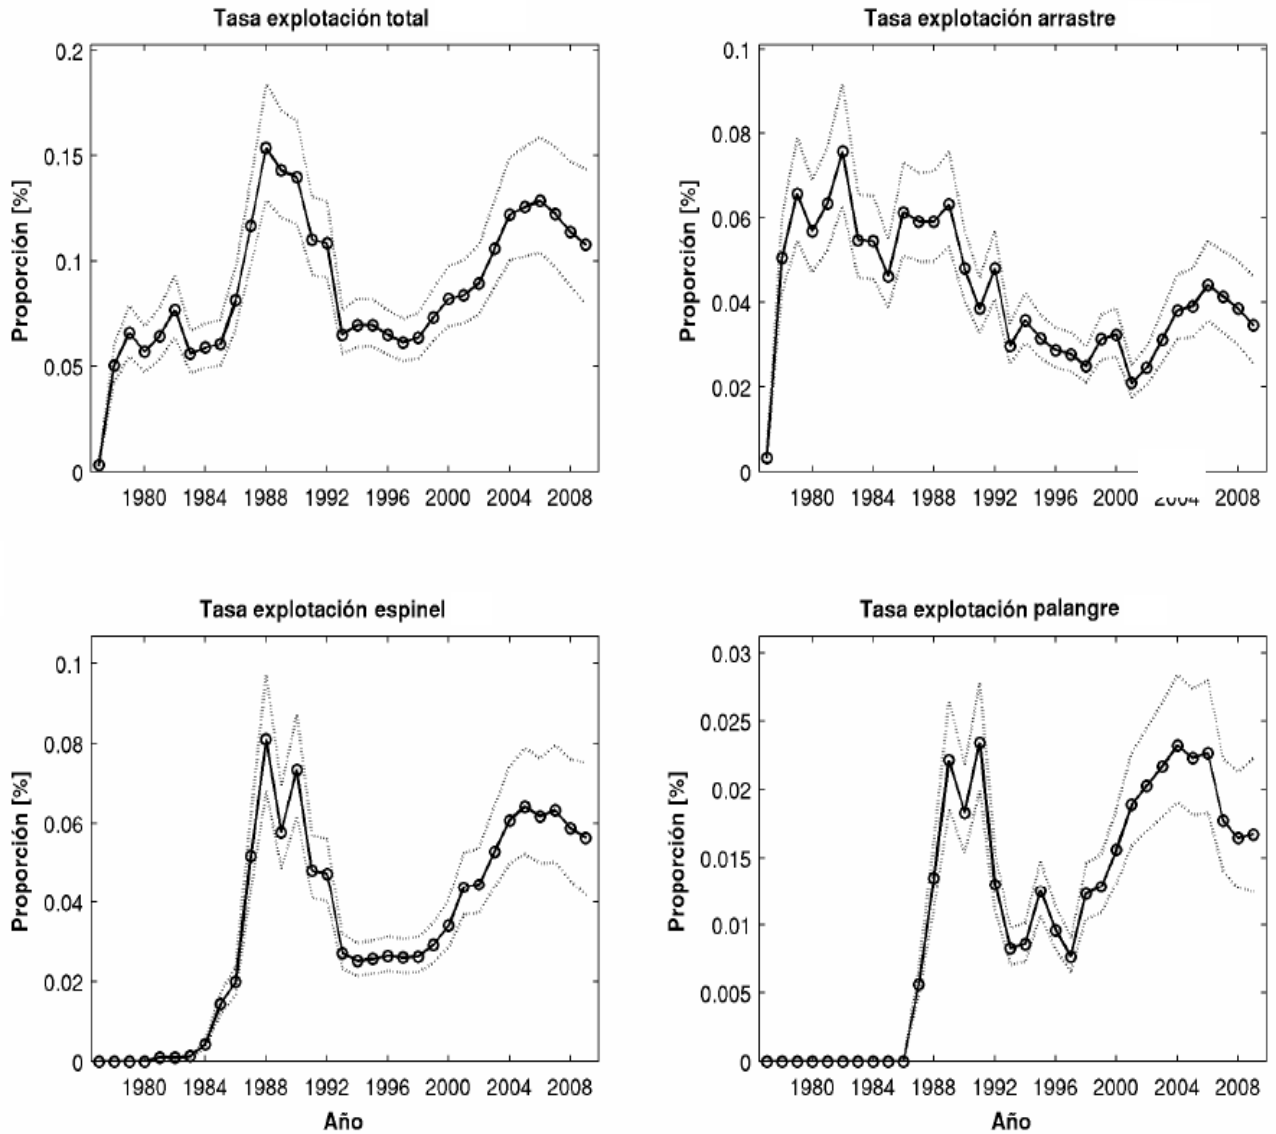 Tasa explotación total
0.2
0.15
0.1
0.05
0
Proporción [%]
1980 1984 1988 1992 1996 2000 2004 2008
Tasa explotación arrastre
0.1
0.08
0.06
0.04
0.02
0
Proporción [%]
1980 1984 1988 1992 1996 2000 2004 2008
Tasa explotación espinel
0.1
0.08
0.06
0.04
0.02
0
Proporción [%]
1980 1984 1988 1992 1996 2000 2004 2008
Año
Tasa explotación palangre
0.03
0.025
0.02
0.015
0.01
0.005
0
Proporción [%]
1980 1984 1988 1992 1996 2000 2004 2008
Año